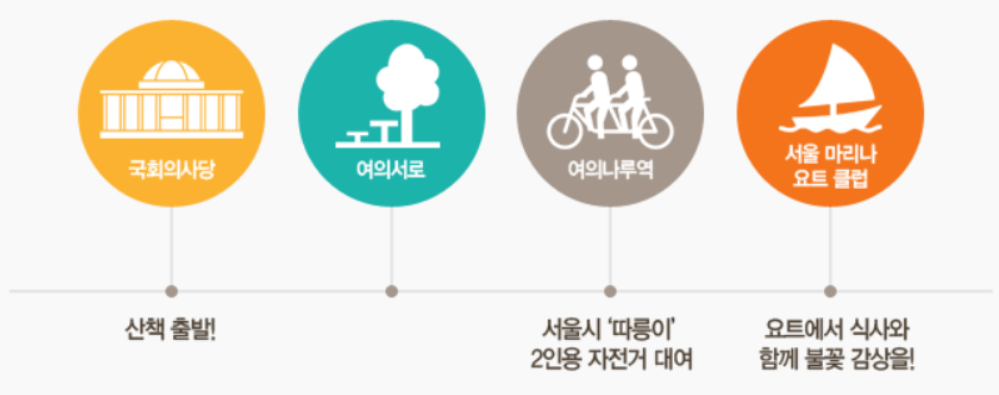 국회의사당
여의서로
여의나루역
서울 마리나
요트 클럽
산책 출발!
서울시 '따릉이'
2인용 자전거 대여
요트에서 식사와
함께 불꽃 감상을!